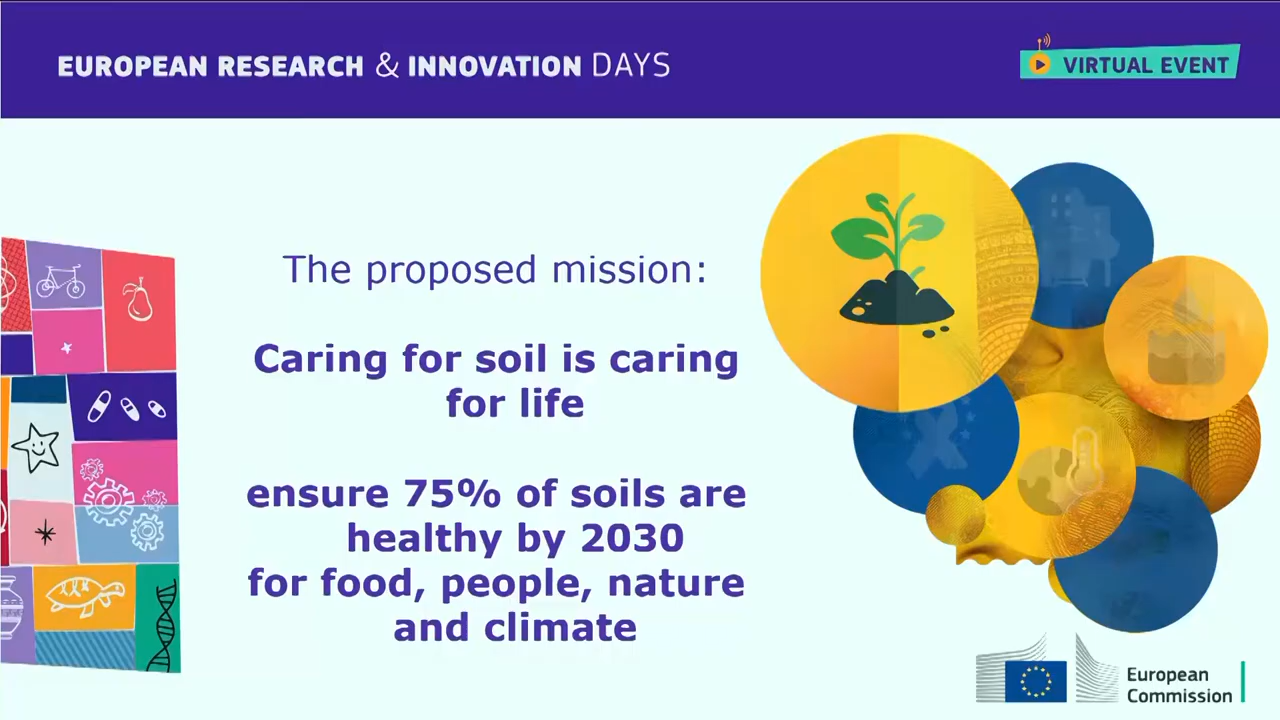 EUROPEAN RESEARCH & INNOVATION DAYS
VIRTUAL EVENT
The proposed mission:
Caring for soil is caring
for life
ensure 75% of soils are
healthy by 2030
for food, people, nature
and climate
European
Commission